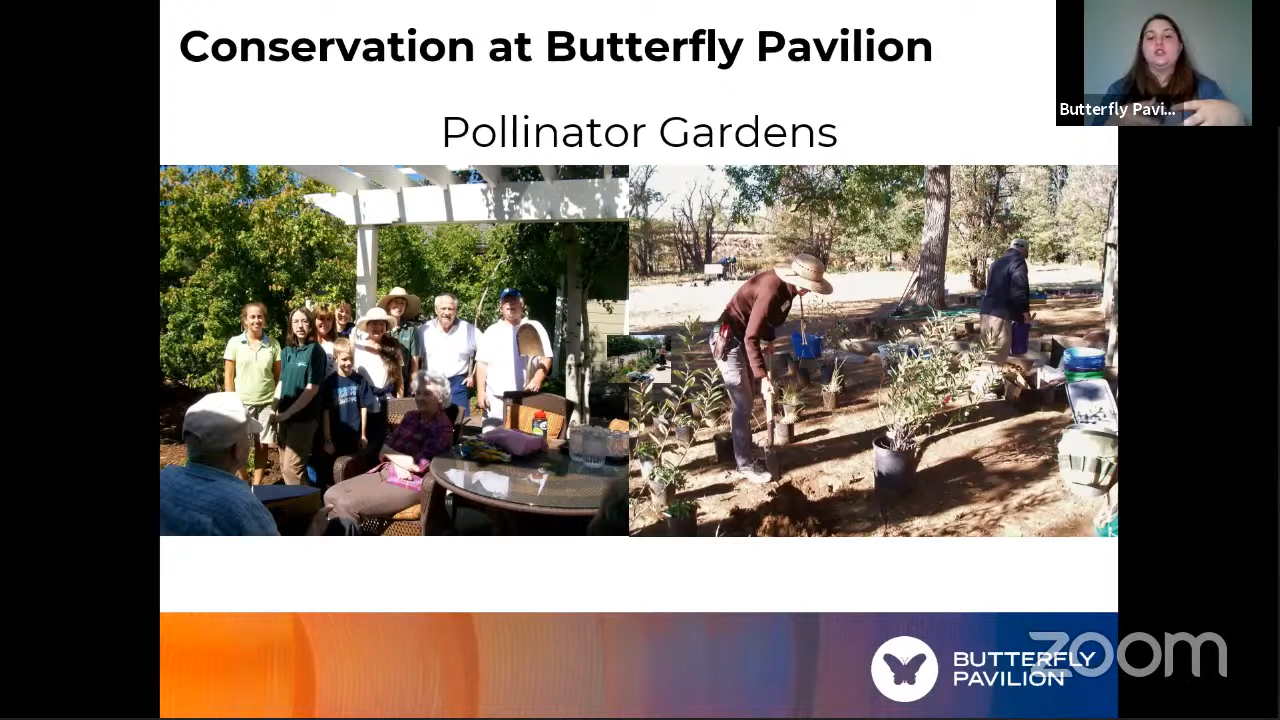 Conservation at Butterfly Pavilion
Butterfly Pavi...
Pollinator Gardens
BUTTERFLY
PAVILION
zoom